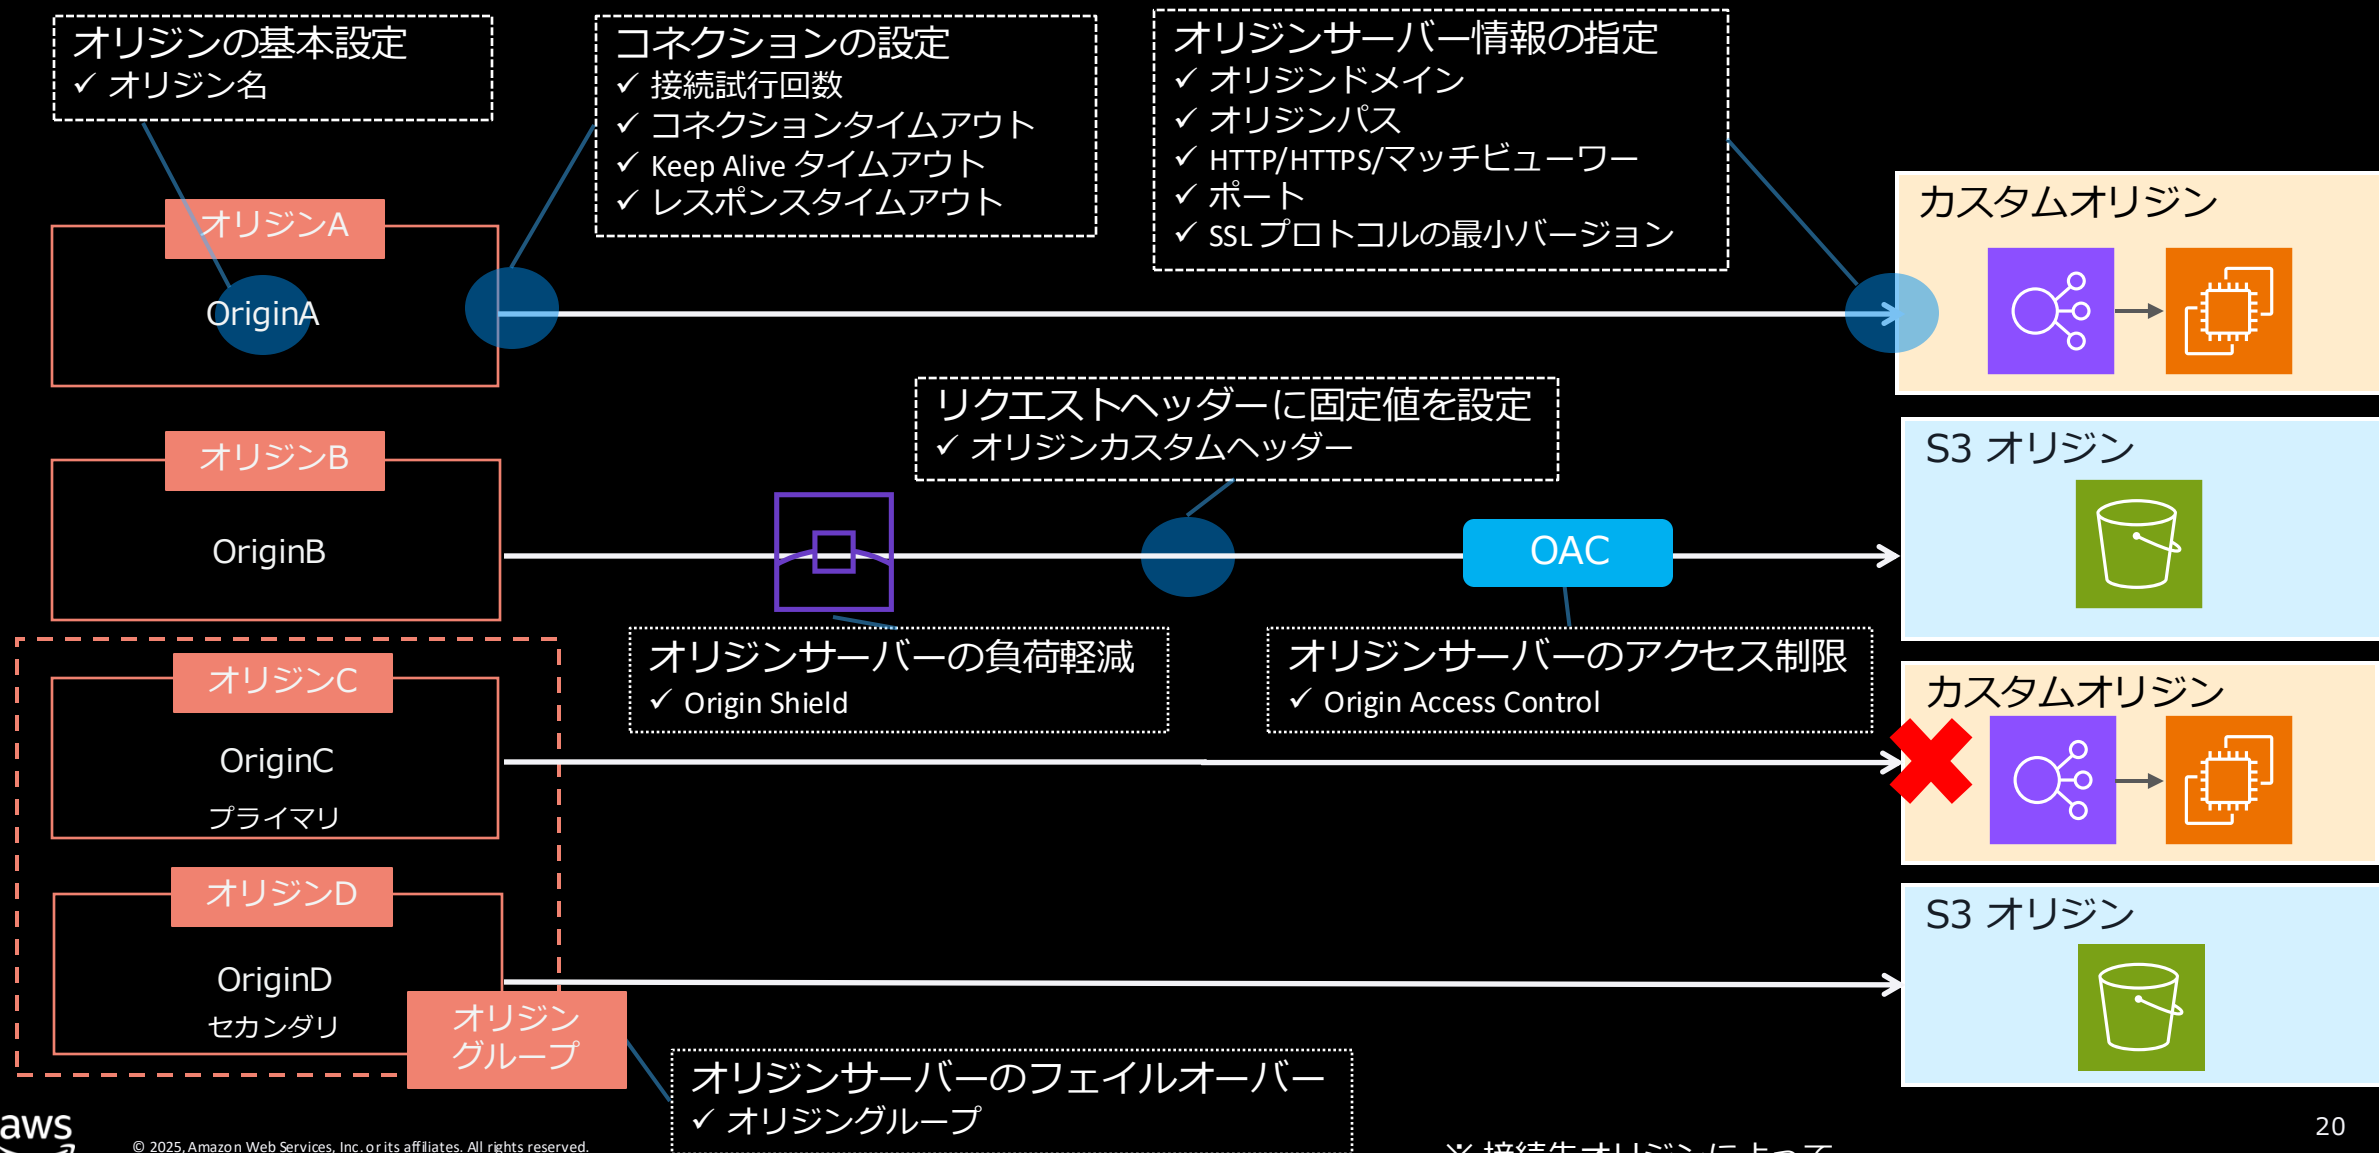 オリジンの基本設定
✓ オリジン名
コネクションの設定
✓ 接続試行回数
✓ コネクションタイムアウト
✓ Keep Alive タイムアウト
✓ レスポンスタイムアウト
オリジンサーバー情報の指定
✓ オリジンドメイン
✓ オリジンパス
✓ HTTP/HTTPS/マッチビューワー
✓ ポート
✓ SSL プロトコルの最小バージョン
オリジンA
OriginA
カスタムオリジン
リクエストヘッダーに固定値を設定
✓ オリジンカスタムヘッダー
オリジンB
OriginB
OAC
S3 オリジン
オリジンサーバーの負荷軽減
✓ Origin Shield
オリジンサーバーのアクセス制限
✓ Origin Access Control
オリジンC
OriginC
プライマリ
カスタムオリジン
オリジンD
OriginD
セカンダリ
オリジン
グループ
S3 オリジン
オリジンサーバーのフェイルオーバー
✓ オリジングループ
aws
© 2025, Amazon Web Services, Inc. or its affiliates. All rights reserved.
※ 接続先オリジンによって
20